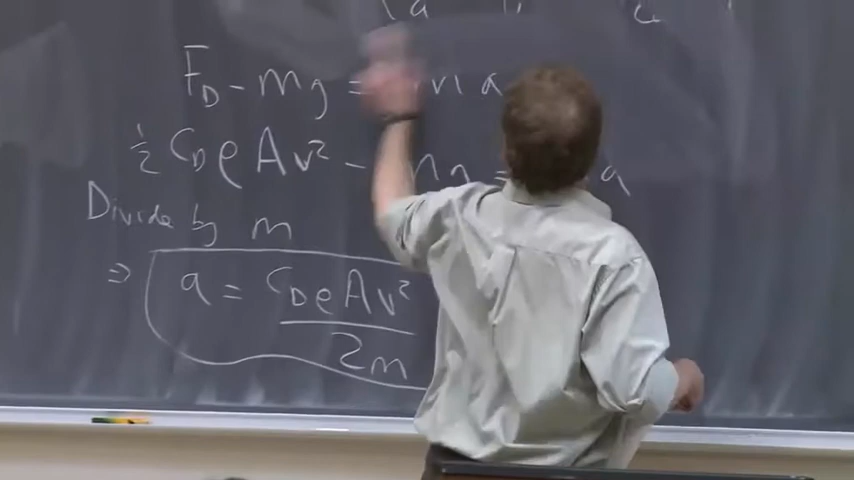 F_D - mg = ma
½ C_D ρ A v² - mg = a
Divide by m
⇒ a = C_D ρ A v² / 2m